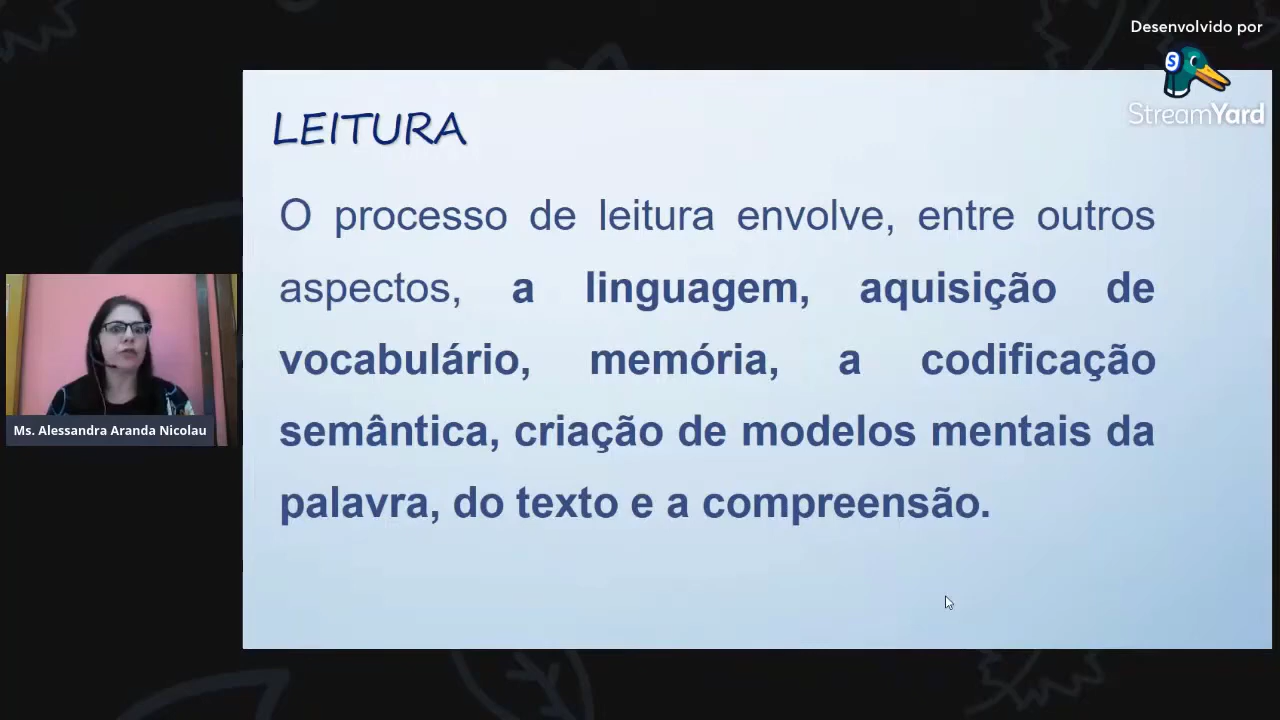 Desenvolvido por
StreamYard
LEITURA
O processo de leitura envolve, entre outros
aspectos, a linguagem, aquisição de
vocabulário, memória, a codificação
semântica, criação de modelos mentais da
palavra, do texto e a compreensão.
Ms. Alessandra Aranda Nicolau